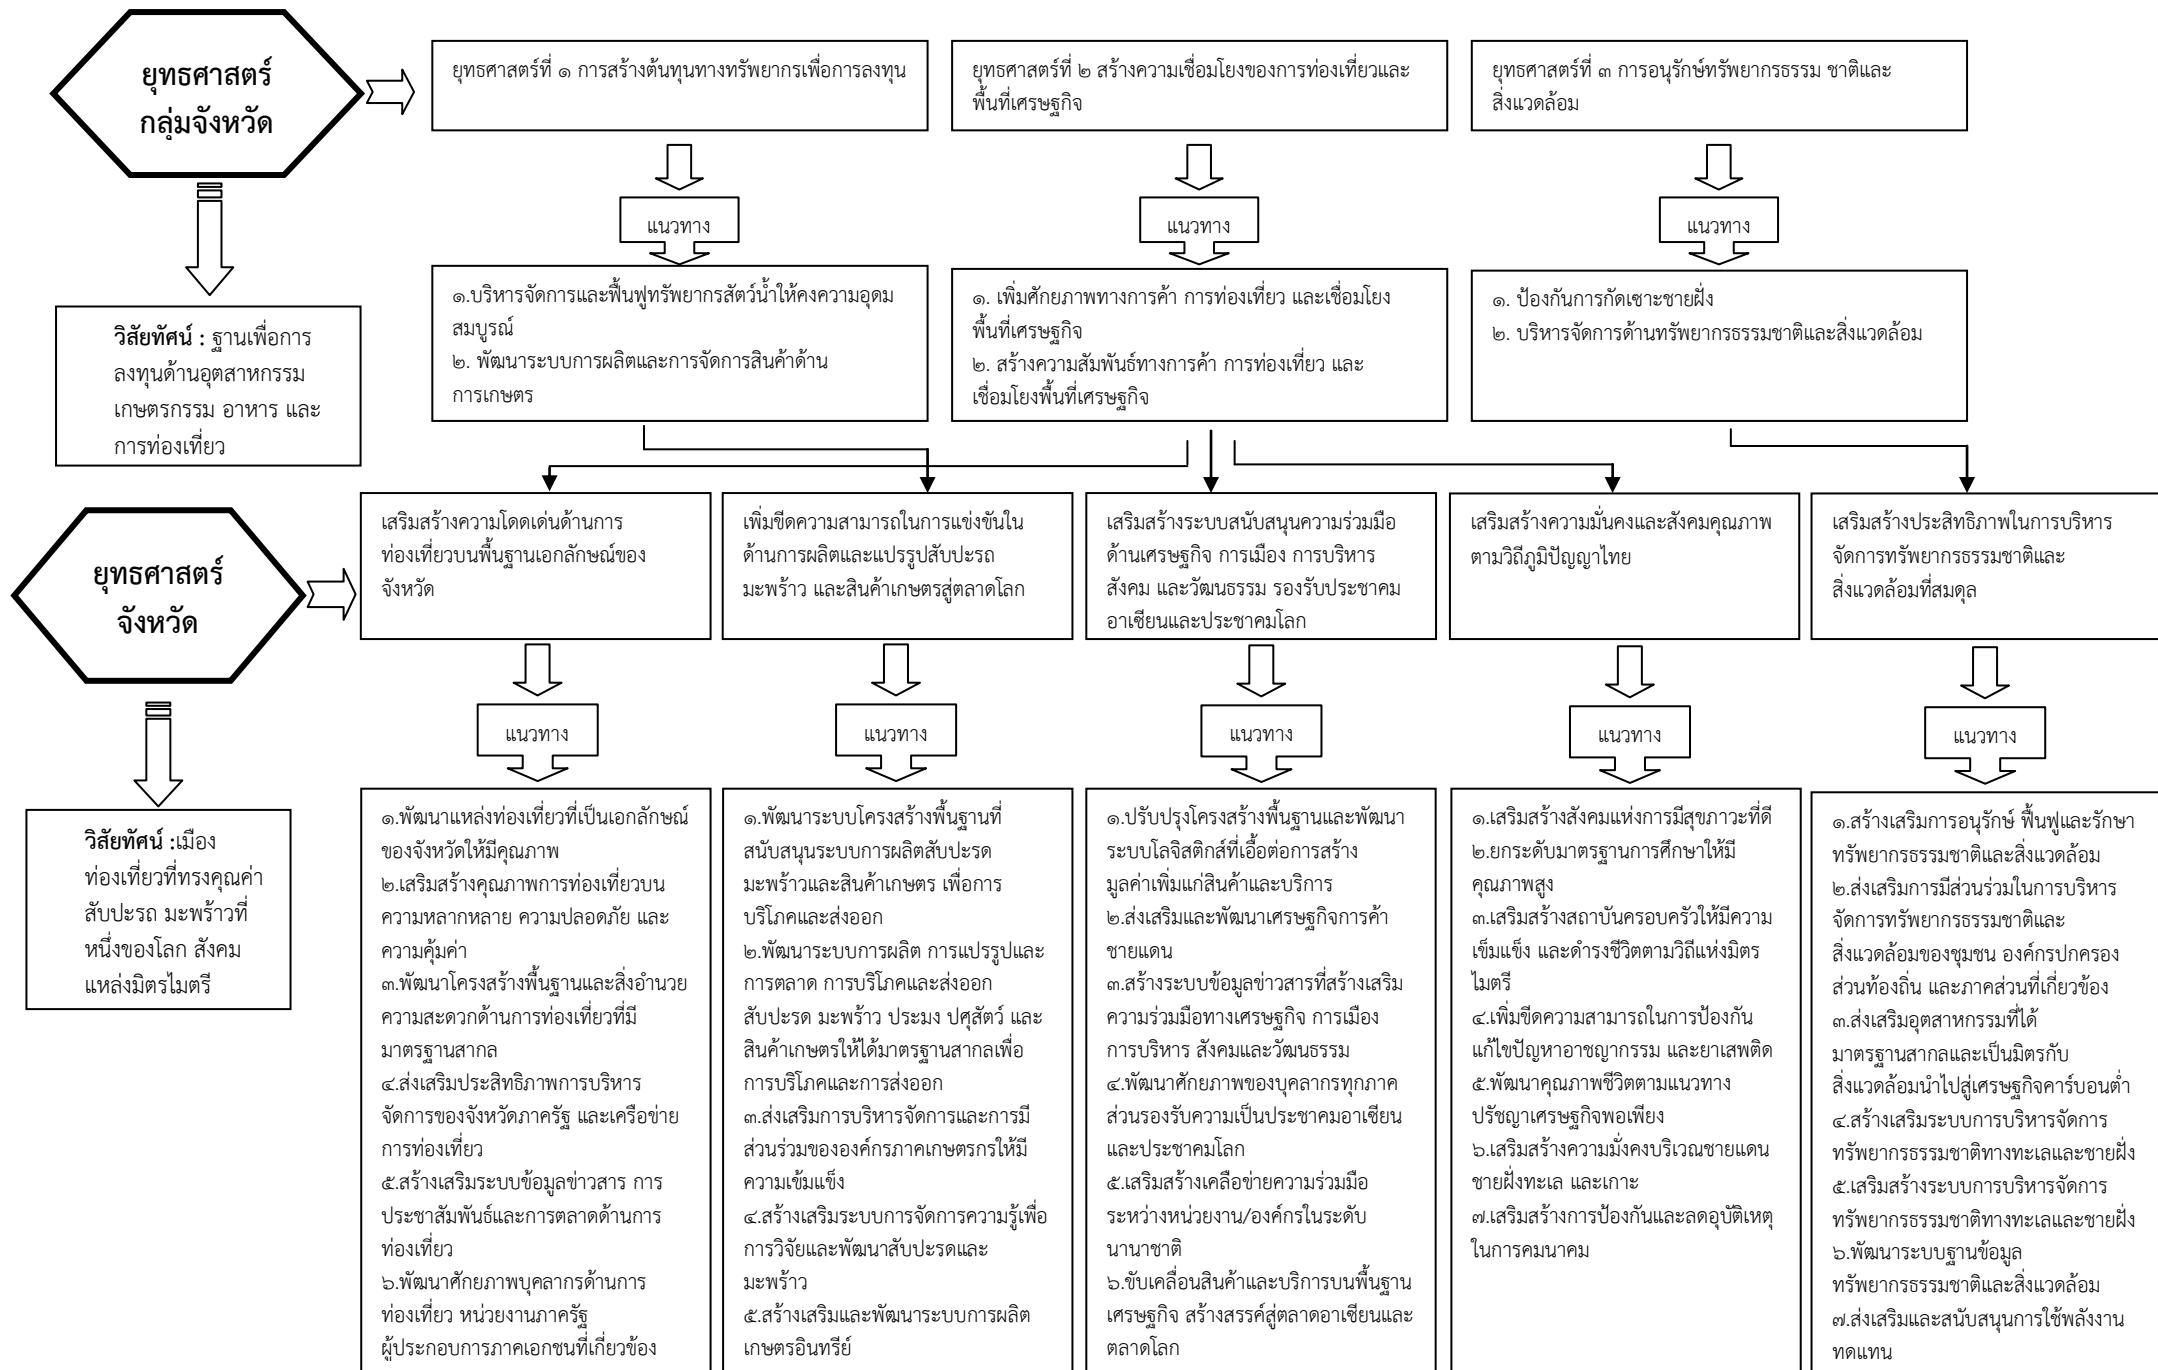 ยุทธศาสตร์
กลุ่มจังหวัด
ยุทธศาสตร์ที่ ๑ การสร้างต้นทุนทางทรัพยากรเพื่อการลงทุน
ยุทธศาสตร์ที่ ๒ สร้างความเชื่อมโยงของการท่องเที่ยวและ
พื้นที่เศรษฐกิจ
ยุทธศาสตร์ที่ ๓ การอนุรักษ์ทรัพยากรธรรม ชาติและ
สิ่งแวดล้อม
แนวทาง
แนวทาง
แนวทาง
วิสัยทัศน์ : ฐานเพื่อการ
ลงทุนด้านอุตสาหกรรม
เกษตรกรรม อาหาร และ
การท่องเที่ยว
๑.บริหารจัดการและฟื้นฟูทรัพยากรสัตว์น้ำให้คงความอุดม
สมบูรณ์
๒. พัฒนาระบบการผลิตและการจัดการสินค้าด้าน
การเกษตร
๑. เพิ่มศักยภาพทางการค้า การท่องเที่ยว และเชื่อมโยง
พื้นที่เศรษฐกิจ
๒. สร้างความสัมพันธ์ทางการค้า การท่องเที่ยว และ
เชื่อมโยงพื้นที่เศรษฐกิจ
๑. ป้องกันการกัดเซาะชายฝั่ง
๒. บริหารจัดการด้านทรัพยากรธรรมชาติและสิ่งแวดล้อม
ยุทธศาสตร์
จังหวัด
เสริมสร้างความโดดเด่นด้านการ
ท่องเที่ยวบนพื้นฐานเอกลักษณ์ของ
จังหวัด
เพิ่มขีดความสามารถในการแข่งขันใน
ด้านการผลิตและแปรรูปสับปะรถ
มะพร้าว และสินค้าเกษตรสู่ตลาดโลก
เสริมสร้างระบบสนับสนุนความร่วมมือ
ด้านเศรษฐกิจ การเมือง การบริหาร
สังคม และวัฒนธรรม รองรับประชาคม
อาเซียนและประชาคมโลก
เสริมสร้างความมั่นคงและสังคมคุณภาพ
ตามวิถีภูมิปัญญาไทย
เสริมสร้างประสิทธิภาพในการบริหาร
จัดการทรัพยากรธรรมชาติและ
สิ่งแวดล้อมที่สมดุล
แนวทาง
แนวทาง
แนวทาง
แนวทาง
แนวทาง
วิสัยทัศน์ :เมือง
ท่องเที่ยวที่ทรงคุณค่า
สับปะรถ มะพร้าวที่
หนึ่งของโลก สังคม
แหล่งมิตรไมตรี
๑.พัฒนาแหล่งท่องเที่ยวที่เป็นเอกลักษณ์
ของจังหวัดให้มีคุณภาพ
๒.เสริมสร้างคุณภาพการท่องเที่ยวบน
ความหลากหลาย ความปลอดภัย และ
ความคุ้มค่า
๓.พัฒนาโครงสร้างพื้นฐานและสิ่งอำนวย
ความสะดวกด้านการท่องเที่ยวที่มี
มาตรฐานสากล
๔.ส่งเสริมประสิทธิภาพการบริหาร
จัดการของจังหวัดภาครัฐ และเครือข่าย
การท่องเที่ยว
๕.สร้างเสริมระบบข้อมูลข่าวสาร การ
ประชาสัมพันธ์และการตลาดด้านการ
ท่องเที่ยว
๖.พัฒนาศักยภาพบุคลากรด้านการ
ท่องเที่ยว หน่วยงานภาครัฐ
ผู้ประกอบการภาคเอกชนที่เกี่ยวข้อง
๑.พัฒนาระบบโครงสร้างพื้นฐานที่
สนับสนุนระบบการผลิตสับปะรด
มะพร้าวและสินค้าเกษตร เพื่อการ
บริโภคและส่งออก
๒.พัฒนาระบบการผลิต การแปรรูปและ
การตลาด การบริโภคและส่งออก
สับปะรด มะพร้าว ประมง ปศุสัตว์ และ
สินค้าเกษตรให้ได้มาตรฐานสากลเพื่อ
การบริโภคและการส่งออก
๓.ส่งเสริมการบริหารจัดการและการมี
ส่วนร่วมขององค์กรภาคเกษตรกรให้มี
ความเข้มแข็ง
๔.สร้างเสริมระบบการจัดการความรู้เพื่อ
การวิจัยและพัฒนาสับปะรดและ
มะพร้าว
๕.สร้างเสริมและพัฒนาระบบการผลิต
เกษตรอินทรีย์
๑.ปรับปรุงโครงสร้างพื้นฐานและพัฒนา
ระบบโลจิสติกส์ที่เอื้อต่อการสร้าง
มูลค่าเพิ่มแก่สินค้าและบริการ
๒.ส่งเสริมและพัฒนาเศรษฐกิจการค้า
ชายแดน
๓.สร้างระบบข้อมูลข่าวสารที่สร้างเสริม
ความร่วมมือทางเศรษฐกิจ การเมือง
การบริหาร สังคมและวัฒนธรรม
๔.พัฒนาศักยภาพของบุคลากรทุกภาค
ส่วนรองรับความเป็นประชาคมอาเซียน
และประชาคมโลก
๕.เสริมสร้างเคลือข่ายความร่วมมือ
ระหว่างหน่วยงาน/องค์กรในระดับ
นานาชาติ
๖.ขับเคลื่อนสินค้าและบริการบนพื้นฐาน
เศรษฐกิจ สร้างสรรค์สู่ตลาดอาเซียนและ
ตลาดโลก
๑.เสริมสร้างสังคมแห่งการมีสุขภาวะที่ดี
๒.ยกระดับมาตรฐานการศึกษาให้มี
คุณภาพสูง
๓.เสริมสร้างสถาบันครอบครัวให้มีความ
เข็มแข็ง และดำรงชีวิตตามวิถีแห่งมิตร
ไมตรี
๔.เพิ่มขีดความสามารถในการป้องกัน
แก้ไขปัญหาอาชญากรรม และยาเสพติด
๕.พัฒนาคุณภาพชีวิตตามแนวทาง
ปรัชญาเศรษฐกิจพอเพียง
๖.เสริมสร้างความมั่งคงบริเวณชายแดน
ชายฝั่งทะเล และเกาะ
๗.เสริมสร้างการป้องกันและลดอุบัติเหตุ
ในการคมนาคม
๑.สร้างเสริมการอนุรักษ์ ฟื้นฟูและรักษา
ทรัพยากรธรรมชาติและสิ่งแวดล้อม
๒.ส่งเสริมการมีส่วนร่วมในการบริหาร
จัดการทรัพยากรธรรมชาติและ
สิ่งแวดล้อมของชุมชน องค์กรปกครอง
ส่วนท้องถิ่น และภาคส่วนที่เกี่ยวข้อง
๓.ส่งเสริมอุตสาหกรรมที่ได้
มาตรฐานสากลและเป็นมิตรกับ
สิ่งแวดล้อมนำไปสู่เศรษฐกิจคาร์บอนต่ำ
๔.สร้างเสริมระบบการบริหารจัดการ
ทรัพยากรธรรมชาติทางทะเลและชายฝั่ง
๕.เสริมสร้างระบบการบริหารจัดการ
ทรัพยากรธรรมชาติทางทะเลและชายฝั่ง
๖.พัฒนาระบบฐานข้อมูล
ทรัพยากรธรรมชาติและสิ่งแวดล้อม
๗.ส่งเสริมและสนับสนุนการใช้พลังงาน
ทดแทน